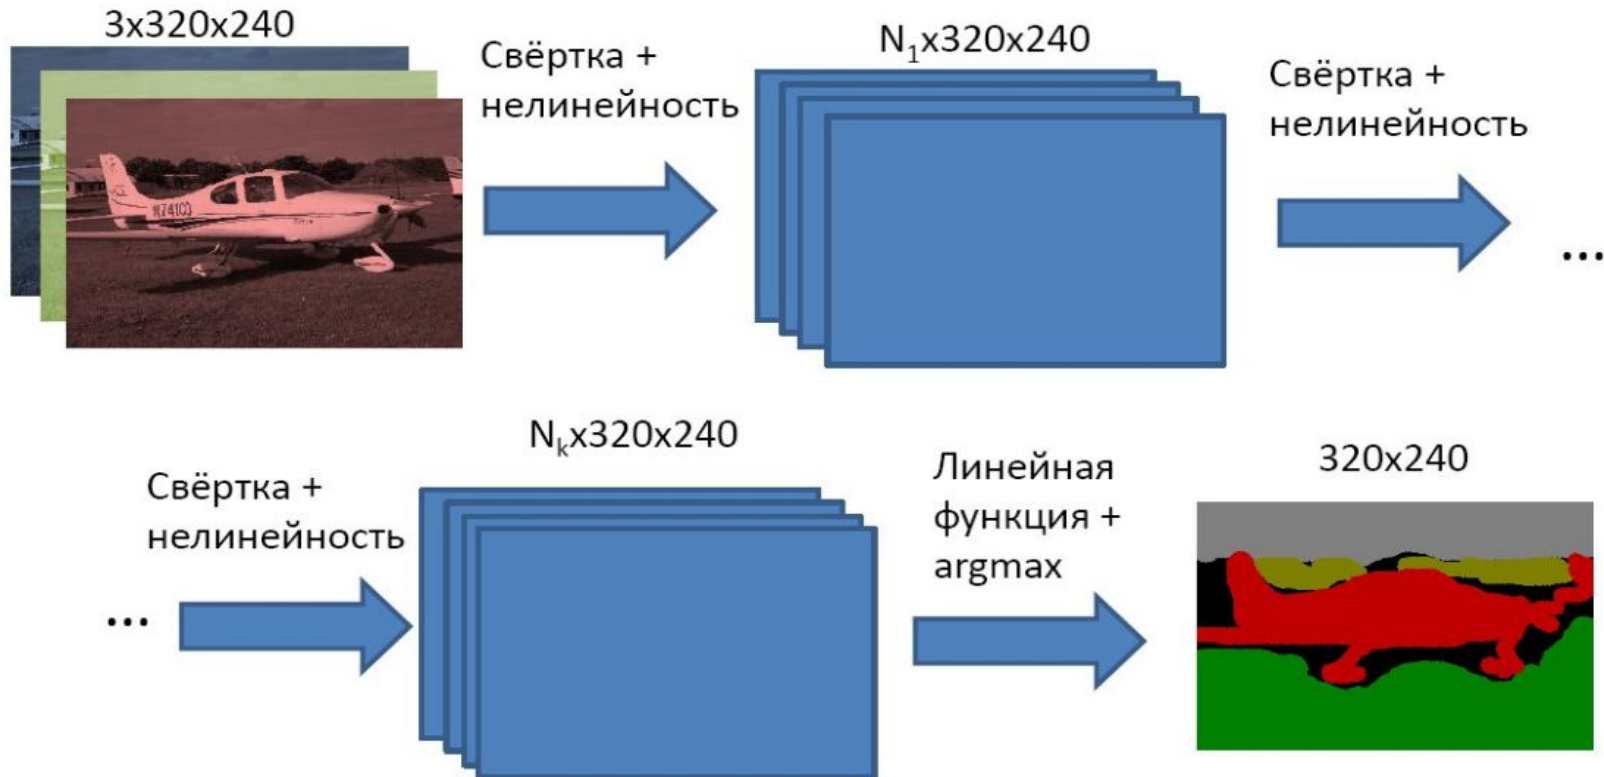 3x320x240
Свёртка +
нелинейность
N₁x320x240
Свёртка +
нелинейность
...
...
Свёртка +
нелинейность
Nₖx320x240
Линейная
функция +
argmax
320x240